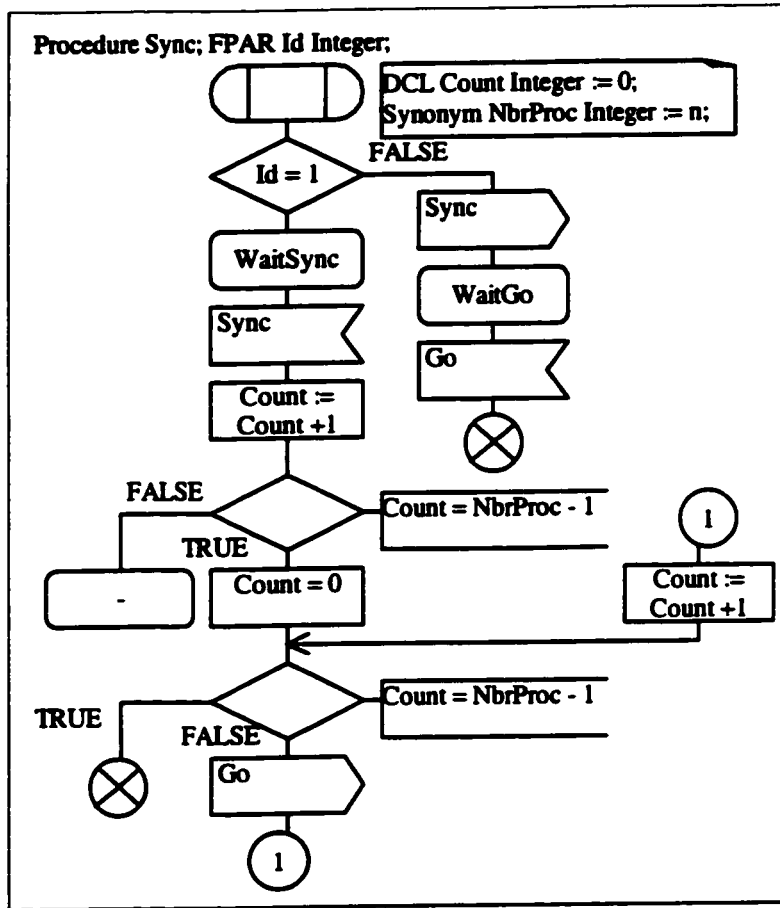 Procedure Sync; FPAR Id Integer;
DCL Count Integer := 0;
Synonym NbrProc Integer := n;
FALSE
Id = 1
Sync
WaitSync
WaitGo
Sync
Go
Count :=
Count +1
FALSE
Count = NbrProc - 1
1
TRUE
-
Count = 0
Count :=
Count +1
Count = NbrProc - 1
TRUE
FALSE
Go
1